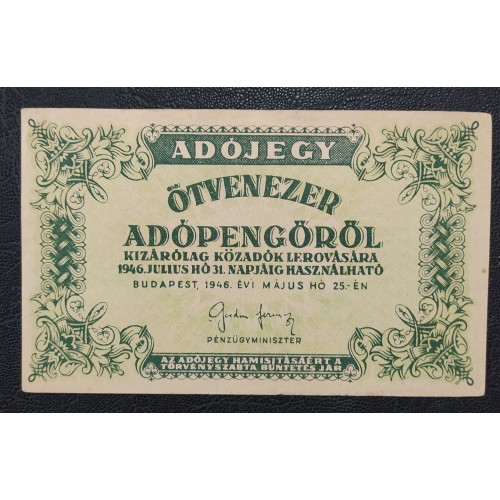 ADÓJEGY
ÖTVENEZER
ADÓPENGŐRŐL
KIZÁRÓLAG KÖZADÓK LEROVÁSÁRA
1946. JULIUS HÓ 31. NAPJÁIG HASZNÁLHATÓ
BUDAPEST, 1946. ÉVI MÁJUS HÓ 25.-ÉN
PÉNZÜGYMINISZTER
AZ ADÓJEGY HAMISÍTÁSÁÉRT A
TÖRVÉNYSZABTA BÜNTETÉS JÁR